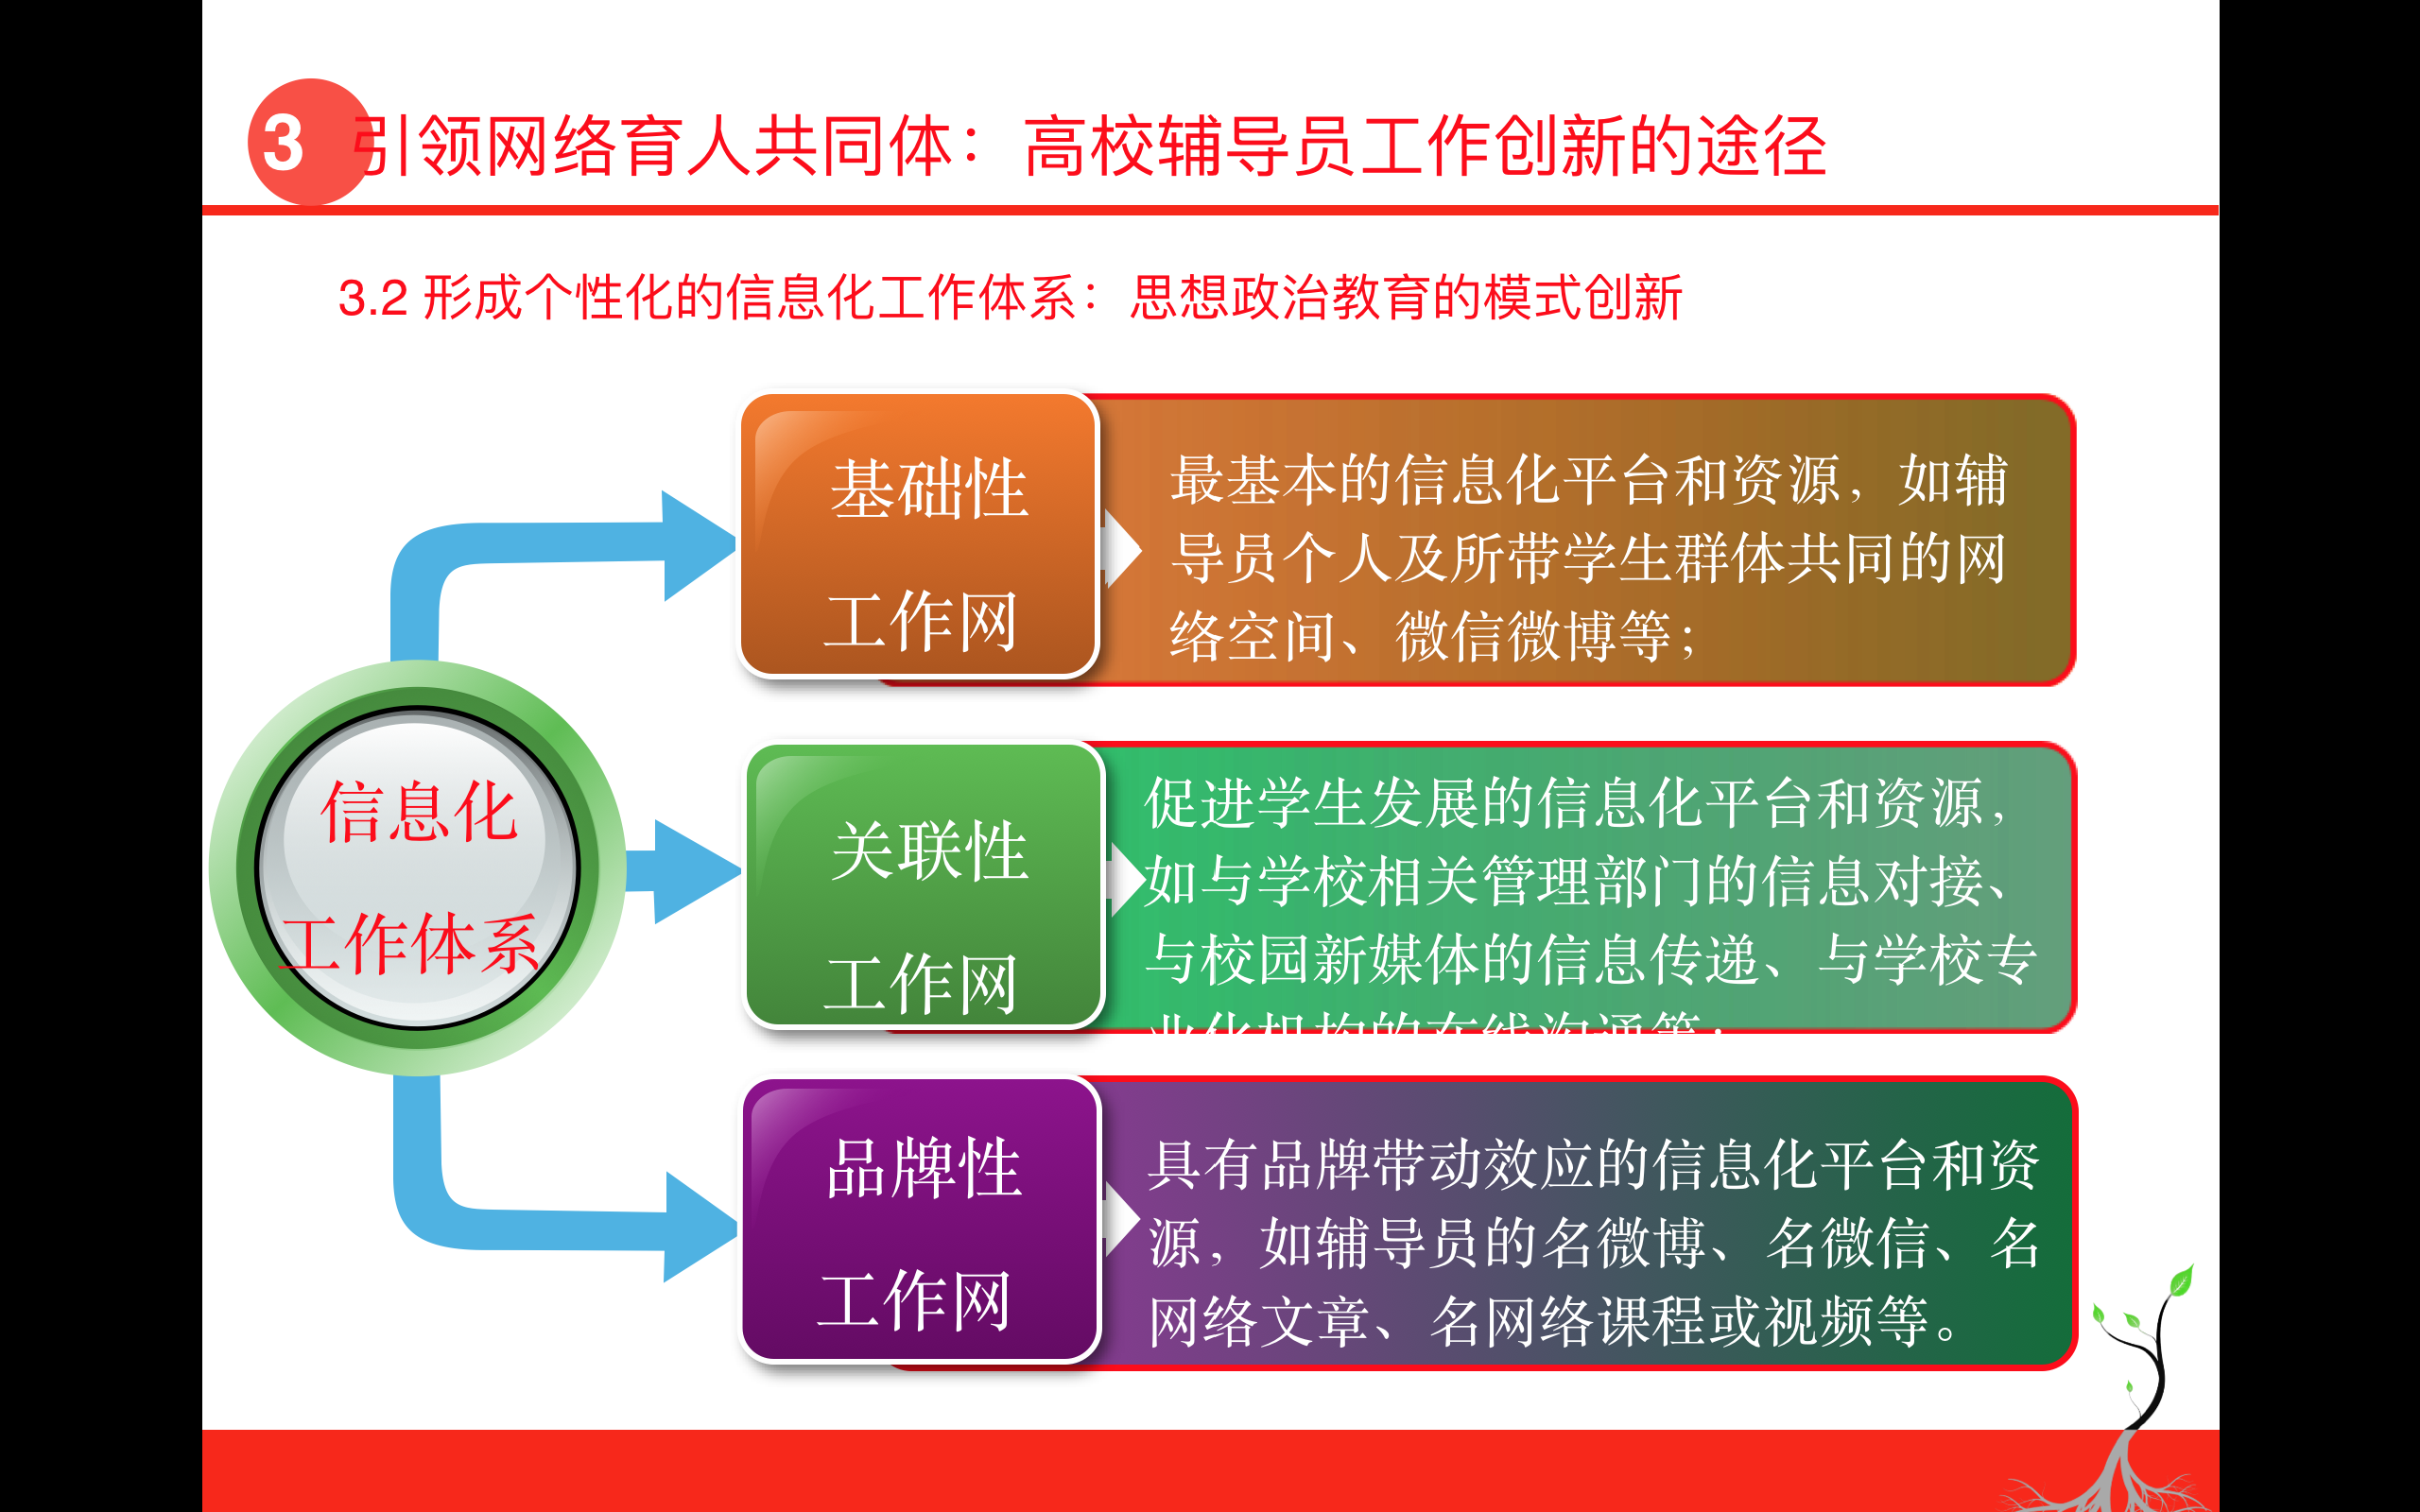 3 引领网络育人共同体：高校辅导员工作创新的途径
3.2 形成个性化的信息化工作体系：思想政治教育的模式创新
信息化
工作体系
基础性
工作网
最基本的信息化平台和资源，如辅
导员个人及所带学生群体共同的网
络空间、微信微博等；
关联性
工作网
促进学生发展的信息化平台和资源，
如与学校相关管理部门的信息对接、
与校园新媒体的信息传递、与学校专
业化机构的在线沟通等；
品牌性
工作网
具有品牌带动效应的信息化平台和资
源，如辅导员的名微博、名微信、名
网络文章、名网络课程或视频等。